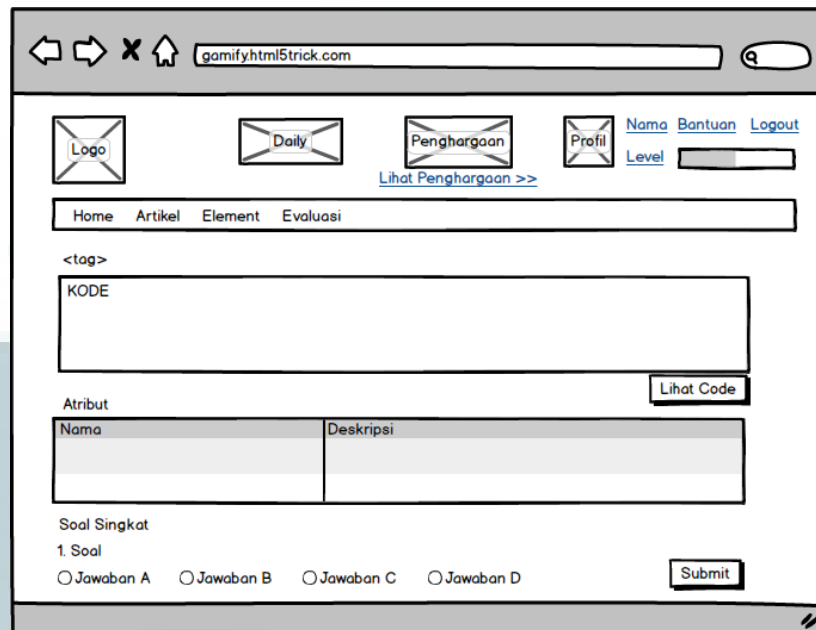 gamify.html5trick.com
Logo
Daily
Penghargaan
Profil
Nama Bantuan Logout
Level
Lihat Penghargaan >>
Home Artikel Element Evaluasi
<tag>
KODE
Lihat Code
Atribut
Nama Deskripsi
Soal Singkat
1. Soal
Jawaban A Jawaban B Jawaban C Jawaban D
Submit